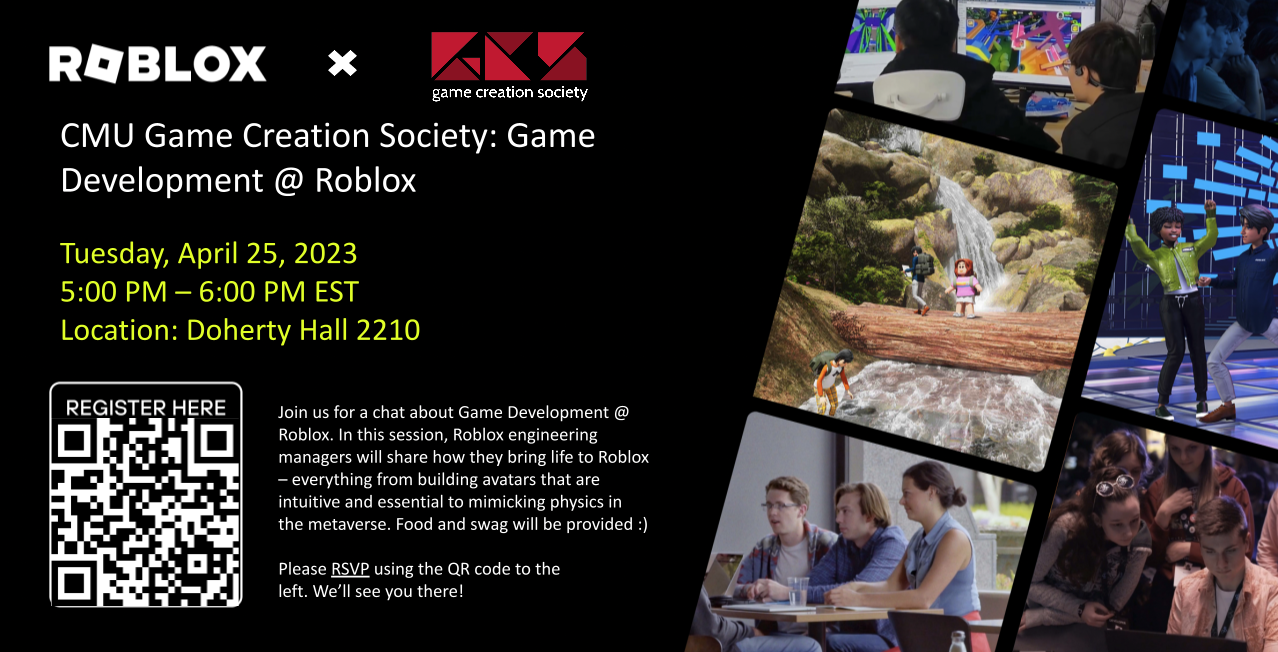 ROBLOX
game creation society
CMU Game Creation Society: Game
Development @ Roblox
Tuesday, April 25, 2023
5:00 PM – 6:00 PM EST
Location: Doherty Hall 2210
REGISTER HERE
Join us for a chat about Game Development @
Roblox. In this session, Roblox engineering
managers will share how they bring life to Roblox
– everything from building avatars that are
intuitive and essential to mimicking physics in
the metaverse. Food and swag will be provided :)
Please RSVP using the QR code to the
left. We’ll see you there!